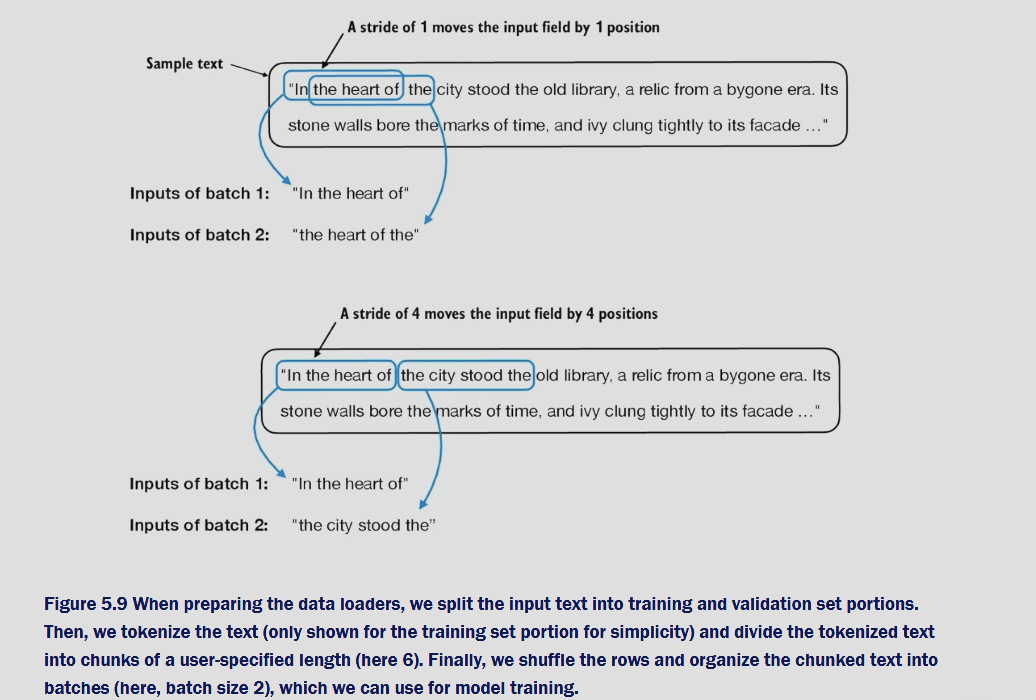 A stride of 1 moves the input field by 1 position
Sample text
"In the heart of the city stood the old library, a relic from a bygone era. Its
stone walls bore the marks of time, and ivy clung tightly to its facade ..."
Inputs of batch 1: "In the heart of"
Inputs of batch 2: "the heart of the"
A stride of 4 moves the input field by 4 positions
"In the heart of the city stood the old library, a relic from a bygone era. Its
stone walls bore the marks of time, and ivy clung tightly to its facade ..."
Inputs of batch 1: "In the heart of"
Inputs of batch 2: "the city stood the”
Figure 5.9 When preparing the data loaders, we split the input text into training and validation set portions.
Then, we tokenize the text (only shown for the training set portion for simplicity) and divide the tokenized text
into chunks of a user-specified length (here 6). Finally, we shuffle the rows and organize the chunked text into
batches (here, batch size 2), which we can use for model training.